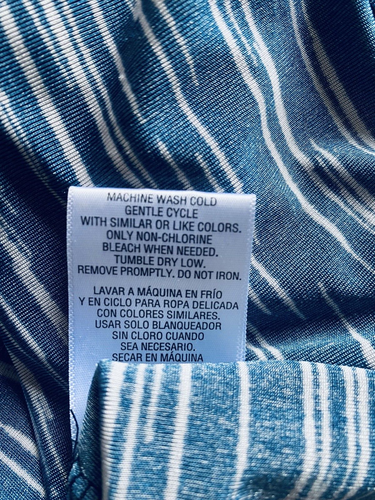 MACHINE WASH COLD
GENTLE CYCLE
WITH SIMILAR OR LIKE COLORS.
ONLY NON-CHLORINE
BLEACH WHEN NEEDED.
TUMBLE DRY LOW.
REMOVE PROMPTLY. DO NOT IRON.
LAVAR A MÁQUINA EN FRÍO
Y EN CICLO PARA ROPA DELICADA
CON COLORES SIMILARES.
USAR SOLO BLANQUEADOR
SIN CLORO CUANDO
SEA NECESARIO.
SECAR EN MÁQUINA